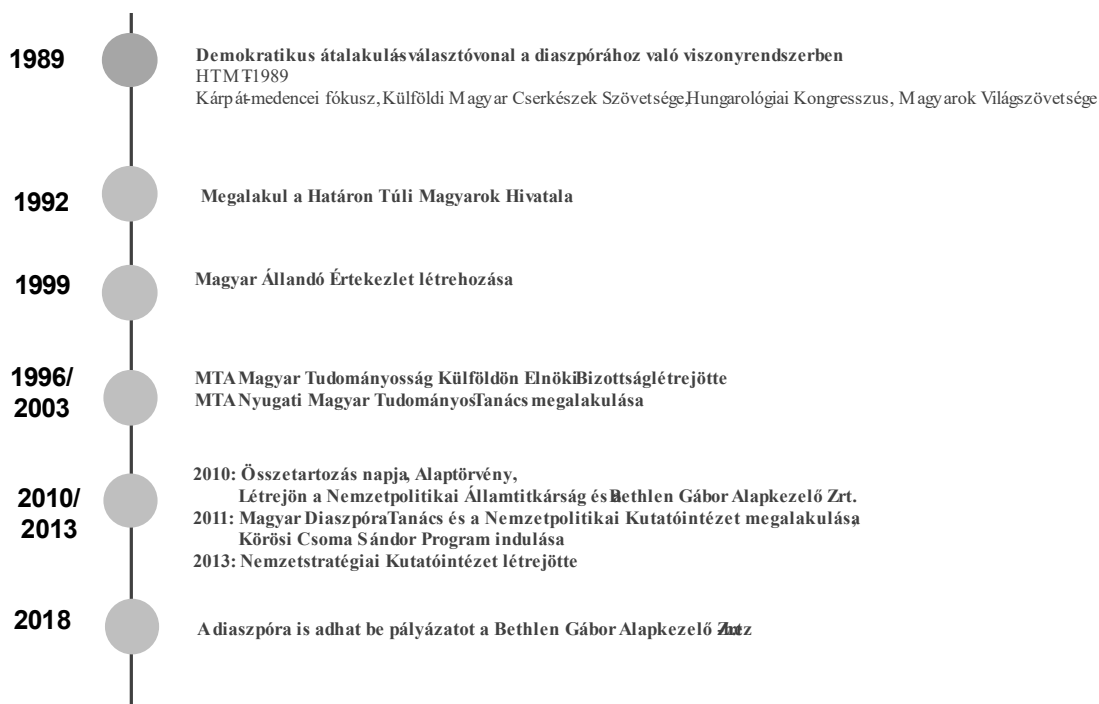 1989
Demokratikus átalakulás-választóvonal a diaszpórához való viszonyrendszerben
HTMT-1989
Kárpát-medencei fókusz, Külföldi Magyar Cserkészek Szövetsége, Hungarológiai Kongresszus, Magyarok Világszövetsége
1992
Megalakul a Határon Túli Magyarok Hivatala
1999
Magyar Állandó Értekezlet létrehozása
1996/
2003
MTA Magyar Tudományosság Külföldön Elnöki Bizottság létrejötte
MTA Nyugati Magyar Tudományos Tanács megalakulása
2010/
2013
2010: Összetartozás napja, Alaptörvény,
Létrejön a Nemzetpolitikai Államtitkárság és a Bethlen Gábor Alapkezelő Zrt.
2011: Magyar Diaszpóra Tanács és a Nemzetpolitikai Kutatóintézet megalakulása,
Körösi Csoma Sándor Program indulása
2013: Nemzetstratégiai Kutatóintézet létrejötte
2018
A diaszpóra is adhat be pályázatot a Bethlen Gábor Alapkezelő Zrt-hez